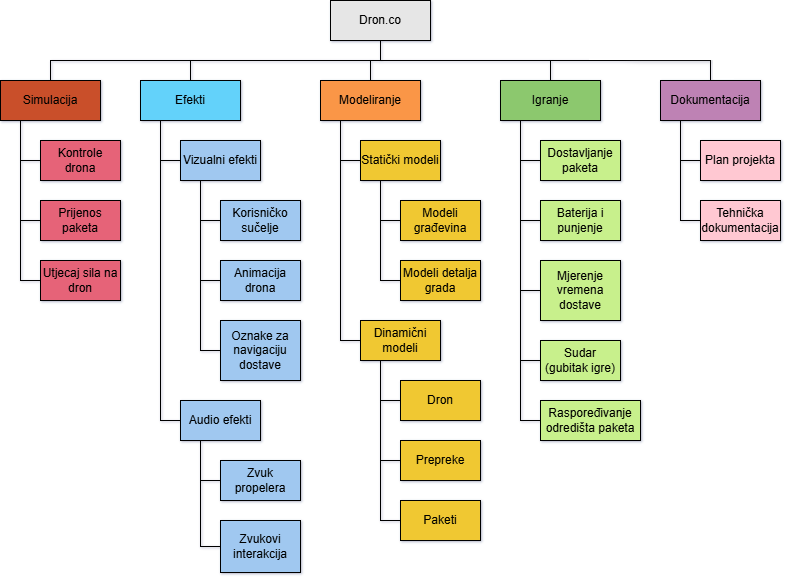 Dron.co
Simulacija
Kontrole
drona
Prijenos
paketa
Utjecaj sila na
dron
Efekti
Vizualni efekti
Korisničko
sučelje
Animacija
drona
Oznake za
navigaciju
dostave
Audio efekti
Zvuk
propelera
Zvukovi
interakcija
Modeliranje
Statički modeli
Modeli
građevina
Modeli detalja
grada
Dinamični
modeli
Dron
Prepreke
Paketi
Igranje
Dostavljanje
paketa
Baterija i
punjenje
Mjerenje
vremena
dostave
Sudar
(gubitak igre)
Raspoređivanje
odredišta paketa
Dokumentacija
Plan projekta
Tehnička
dokumentacija